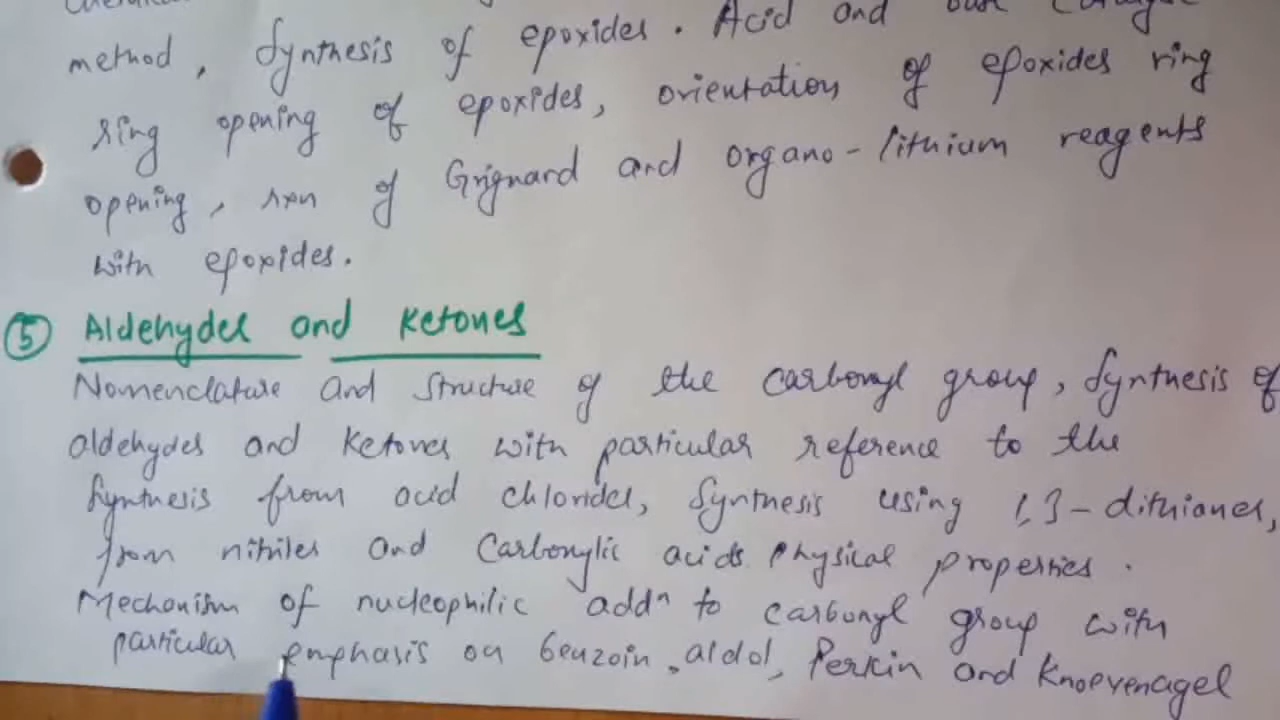 method, Synthesis of epoxides. Acid and
ring opening of epoxides, orientation of epoxides ring
opening, rxn of Grignard and organo-lithium reagents
with epoxides.
5 Aldehydes and Ketones
Nomenclature and Structure of the carbonyl group, Synthesis of
aldehydes and Ketones with particular reference to the
Synthesis from acid chlorides, Synthesis using 1,3-dithianes,
from nitriles and Carboxylic acids. Physical properties.
Mechanism of nucleophilic addn to carbonyl group with
particular emphasis on benzoin, aldol, Perkin and Knoevenagel